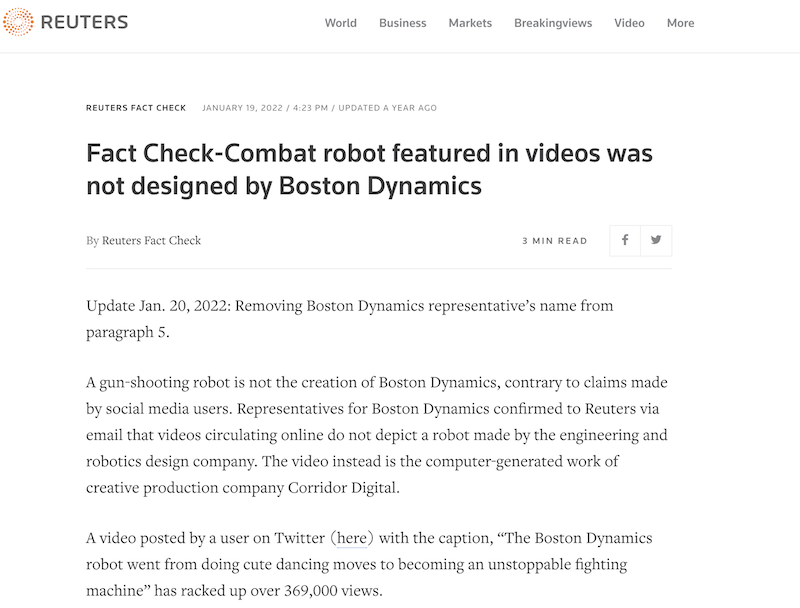 REUTERS
World Business Markets Breakingviews Video More
REUTERS FACT CHECK JANUARY 19, 2022 / 4:23 PM / UPDATED A YEAR AGO
Fact Check-Combat robot featured in videos was
not designed by Boston Dynamics
By Reuters Fact Check 3 MIN READ
Update Jan. 20, 2022: Removing Boston Dynamics representative’s name from
paragraph 5.
A gun-shooting robot is not the creation of Boston Dynamics, contrary to claims made
by social media users. Representatives for Boston Dynamics confirmed to Reuters via
email that videos circulating online do not depict a robot made by the engineering and
robotics design company. The video instead is the computer-generated work of
creative production company Corridor Digital.
A video posted by a user on Twitter (here) with the caption, “The Boston Dynamics
robot went from doing cute dancing moves to becoming an unstoppable fighting
machine” has racked up over 369,000 views.